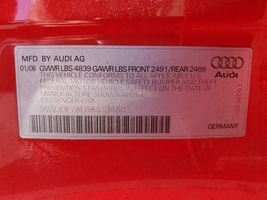 MFD. BY AUDI AG
01/08 GVWR LBS 4839 GAWR LBS FRONT 2491/REAR 2469
THIS VEHICLE CONFORMS TO ALL APPLICABLE FEDERAL
MOTOR VEHICLE SAFETY BUMPER AND
THEFT PREVENTION STANDARDS IN EFFECT ON THE DATE
OF MANUFACTURE SHOWN ABOVE
PASSENGER CAR
GERMANY
Audi